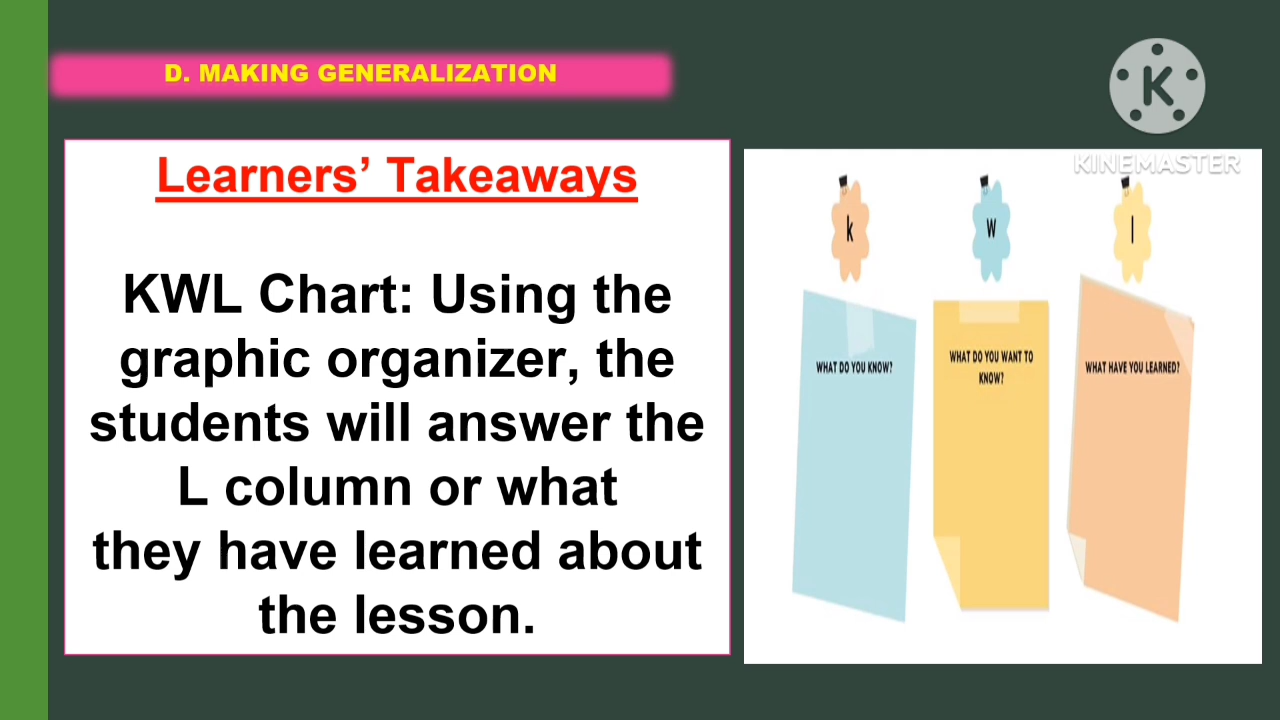 D. MAKING GENERALIZATION
K
KINEMASTER
Learners’ Takeaways
KWL Chart: Using the
graphic organizer, the
students will answer the
L column or what
they have learned about
the lesson.
k
w
l
WHAT DO YOU KNOW?
WHAT DO YOU WANT TO
KNOW?
WHAT HAVE YOU LEARNED?